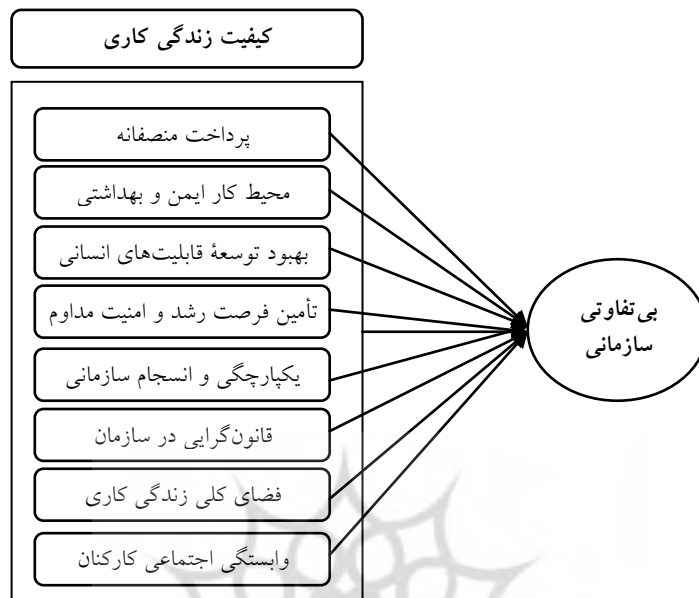 کیفیت زندگی کاری
پرداخت منصفانه
محیط کار ایمن و بهداشتی
بهبود توسعۀ قابلیت‌های انسانی
تأمین فرصت رشد و امنیت مداوم
یکپارچگی و انسجام سازمانی
قانون‌گرایی در سازمان
فضای کلی زندگی کاری
وابستگی اجتماعی کارکنان
بی‌تفاوتی
سازمانی